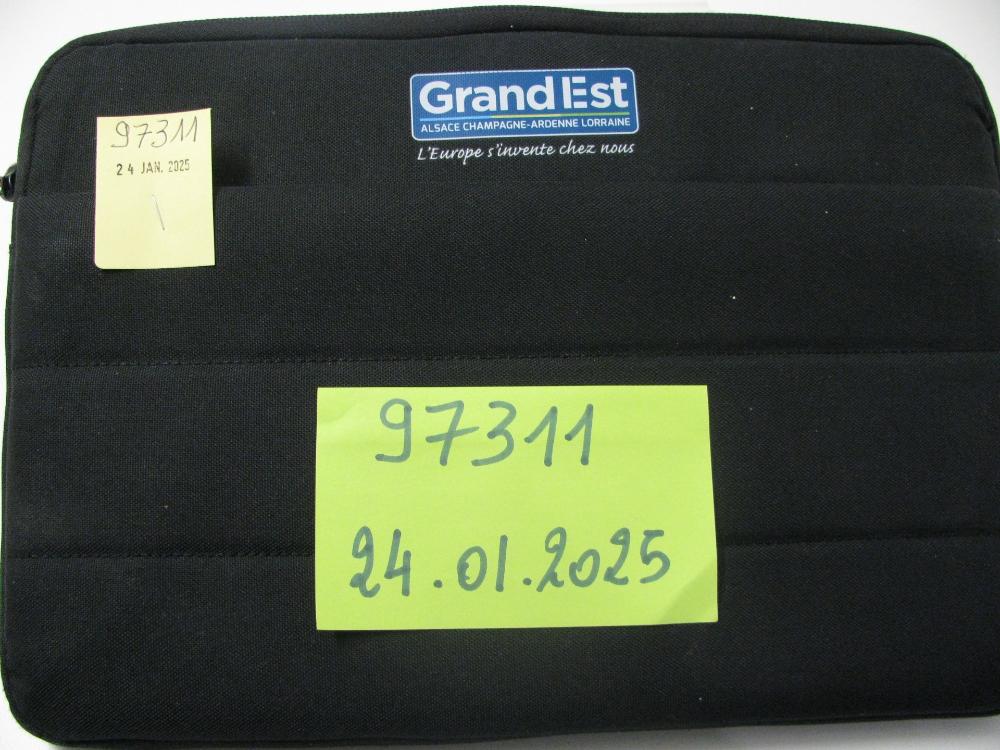 Grand Est
ALSACE CHAMPAGNE-ARDENNE LORRAINE
L'Europe s'invente chez nous
97311
24 JAN. 2025
97311
24.01.2025